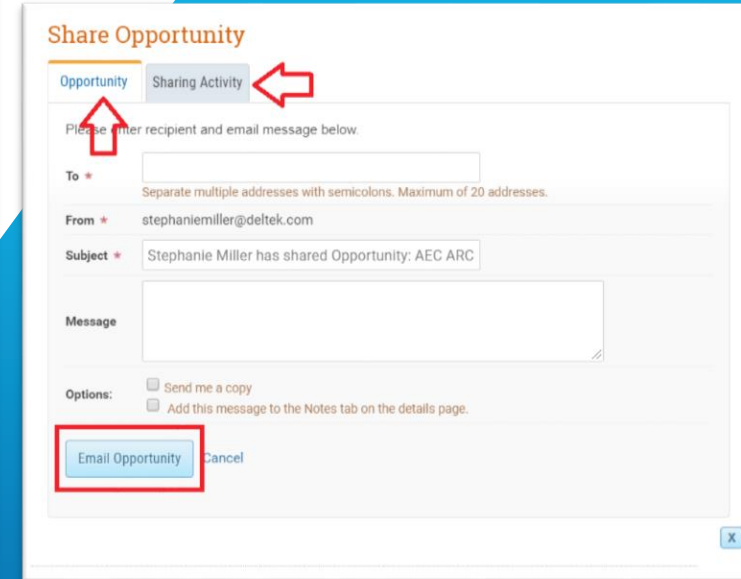 Share Opportunity
Opportunity Sharing Activity
Please enter recipient and email message below.
To *
Separate multiple addresses with semicolons. Maximum of 20 addresses.
From * stephaniemiller@deltek.com
Subject * Stephanie Miller has shared Opportunity: AEC ARC
Message
Options: Send me a copy
Add this message to the Notes tab on the details page.
Email Opportunity Cancel
X